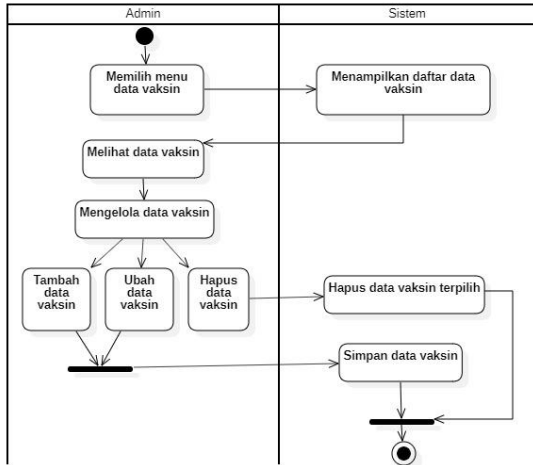 Admin
Sistem
Memilih menu
data vaksin
Menampilkan daftar data
vaksin
Melihat data vaksin
Mengelola data vaksin
Tambah
data
vaksin
Ubah
data
vaksin
Hapus
data
vaksin
Hapus data vaksin terpilih
Simpan data vaksin